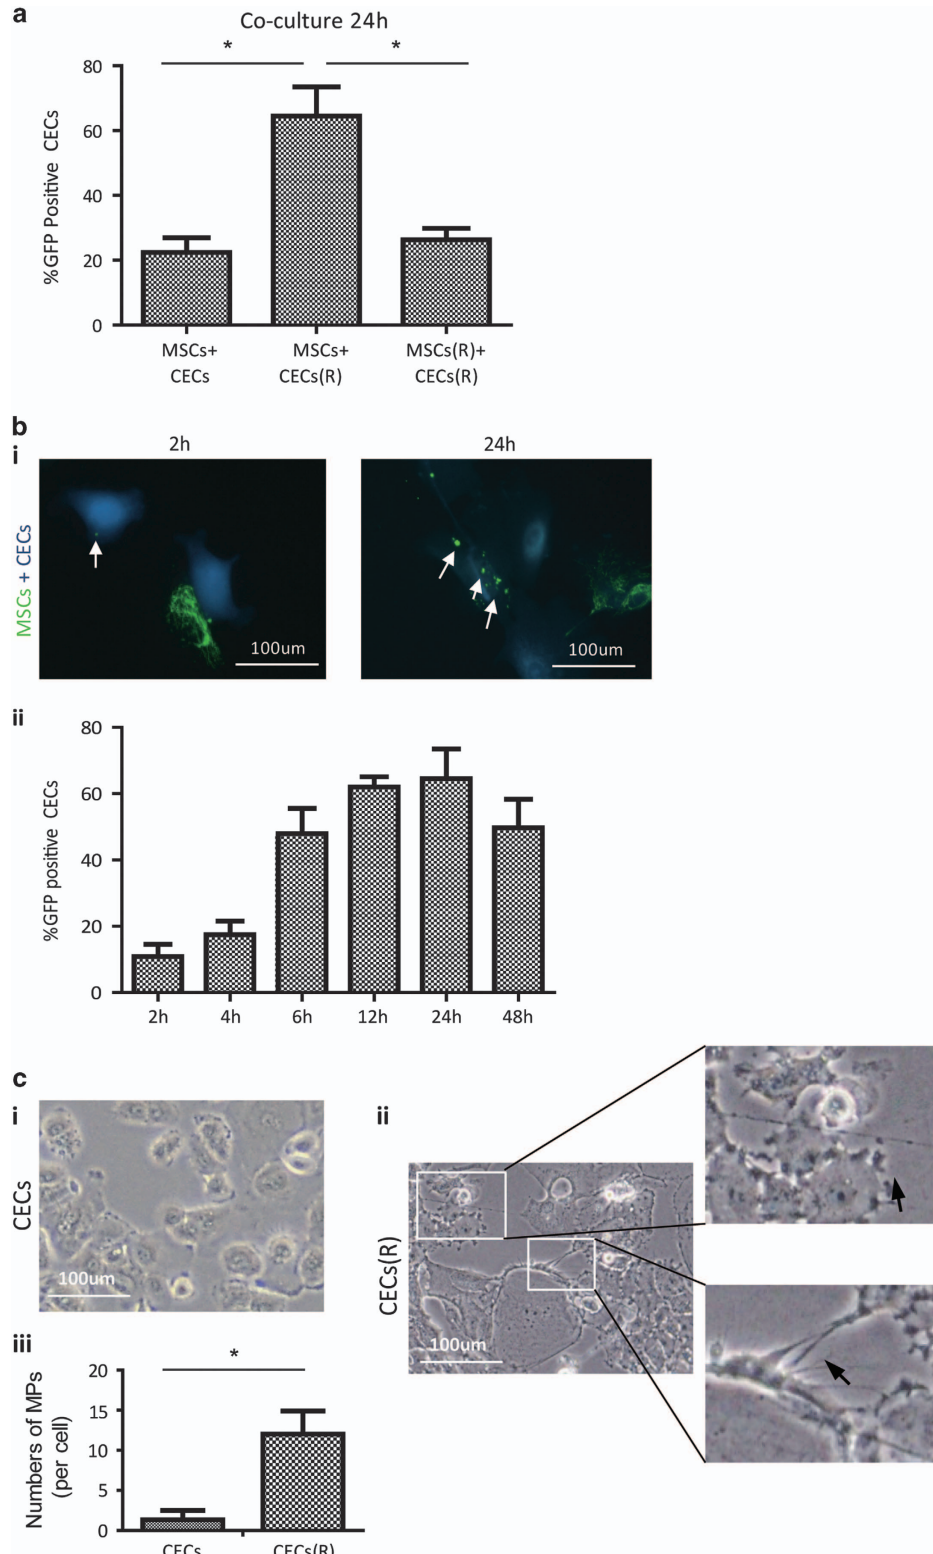 a
Co-culture 24h
*
*
%GFP Positive CECs
80
60
40
20
0
MSCs+
CECs
MSCs+
CECs(R)
MSCs(R)+
CECs(R)
b
i
2h
24h
MSCs + CECs
100um
100um
ii
%GFP positive CECs
80
60
40
20
0
2h
4h
6h
12h
24h
48h
c
i
CECs
100um
ii
CECs(R)
100um
iii
*
Numbers of MPs
(per cell)
20
15
10
5
0
CECs
CECs(R)